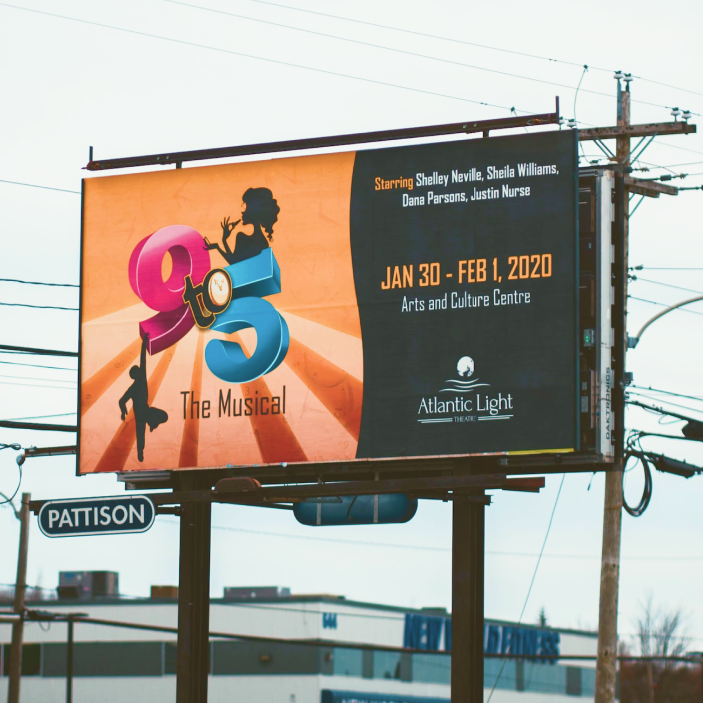 Starring Shelley Neville, Sheila Williams,
Dana Parsons, Justin Nurse
9
to
5
The Musical
JAN 30 - FEB 1, 2020
Arts and Culture Centre
Atlantic Light
THEATRE
DAKTRONICS
PATTISON